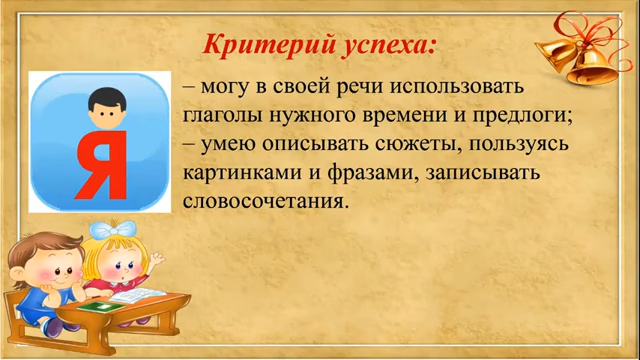 Критерий успеха:
– могу в своей речи использовать
глаголы нужного времени и предлоги;
– умею описывать сюжеты, пользуясь
картинками и фразами, записывать
словосочетания.
Я